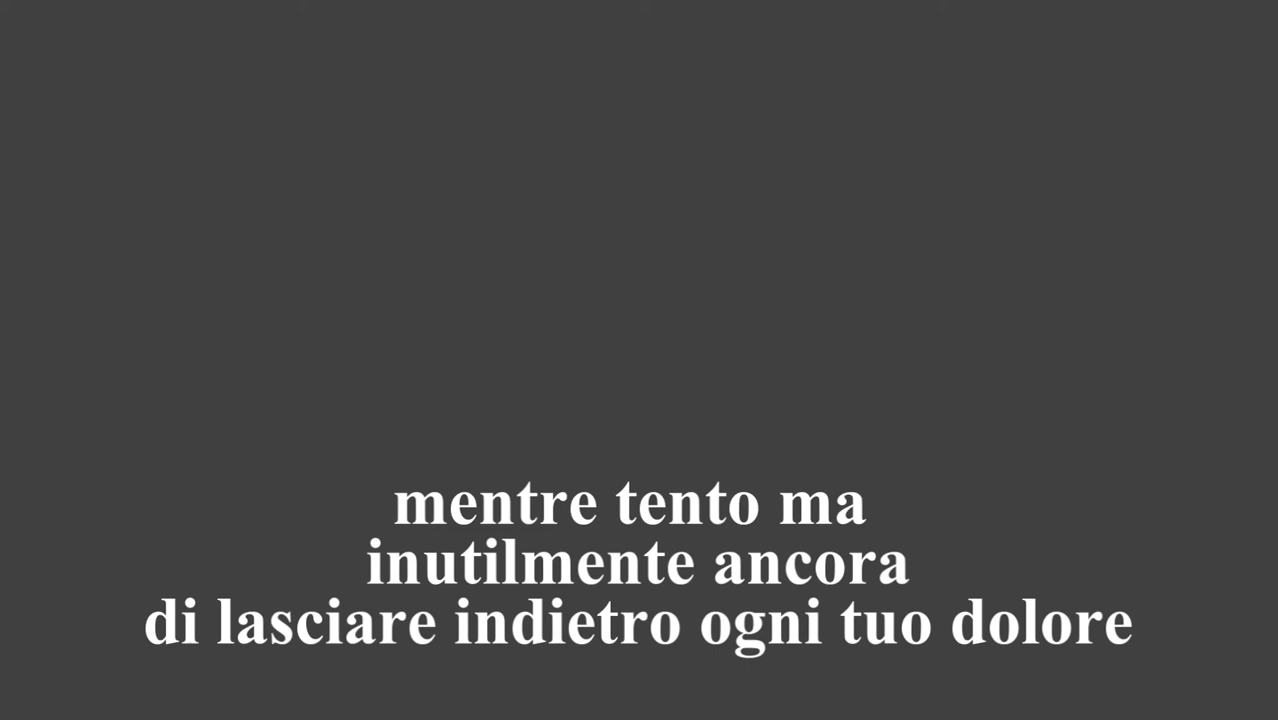 mentre tento ma
inutilmente ancora
di lasciare indietro ogni tuo dolore